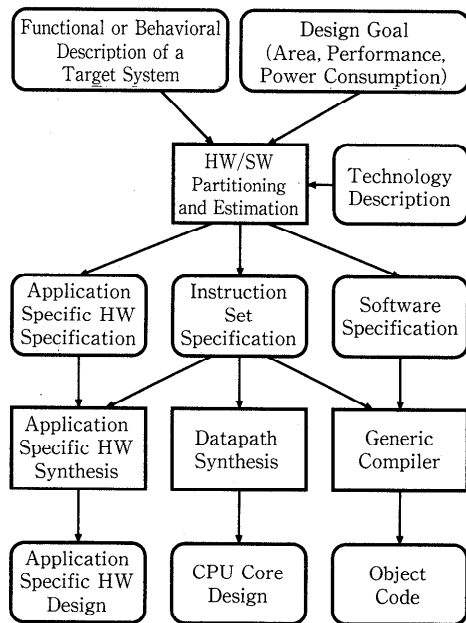 Functional or Behavioral
Description of a
Target System
Design Goal
(Area, Performance,
Power Consumption)
HW/SW
Partitioning
and Estimation
Technology
Description
Application
Specific HW
Specification
Instruction
Set
Specification
Software
Specification
Application
Specific HW
Synthesis
Datapath
Synthesis
Generic
Compiler
Application
Specific HW
Design
CPU Core
Design
Object
Code